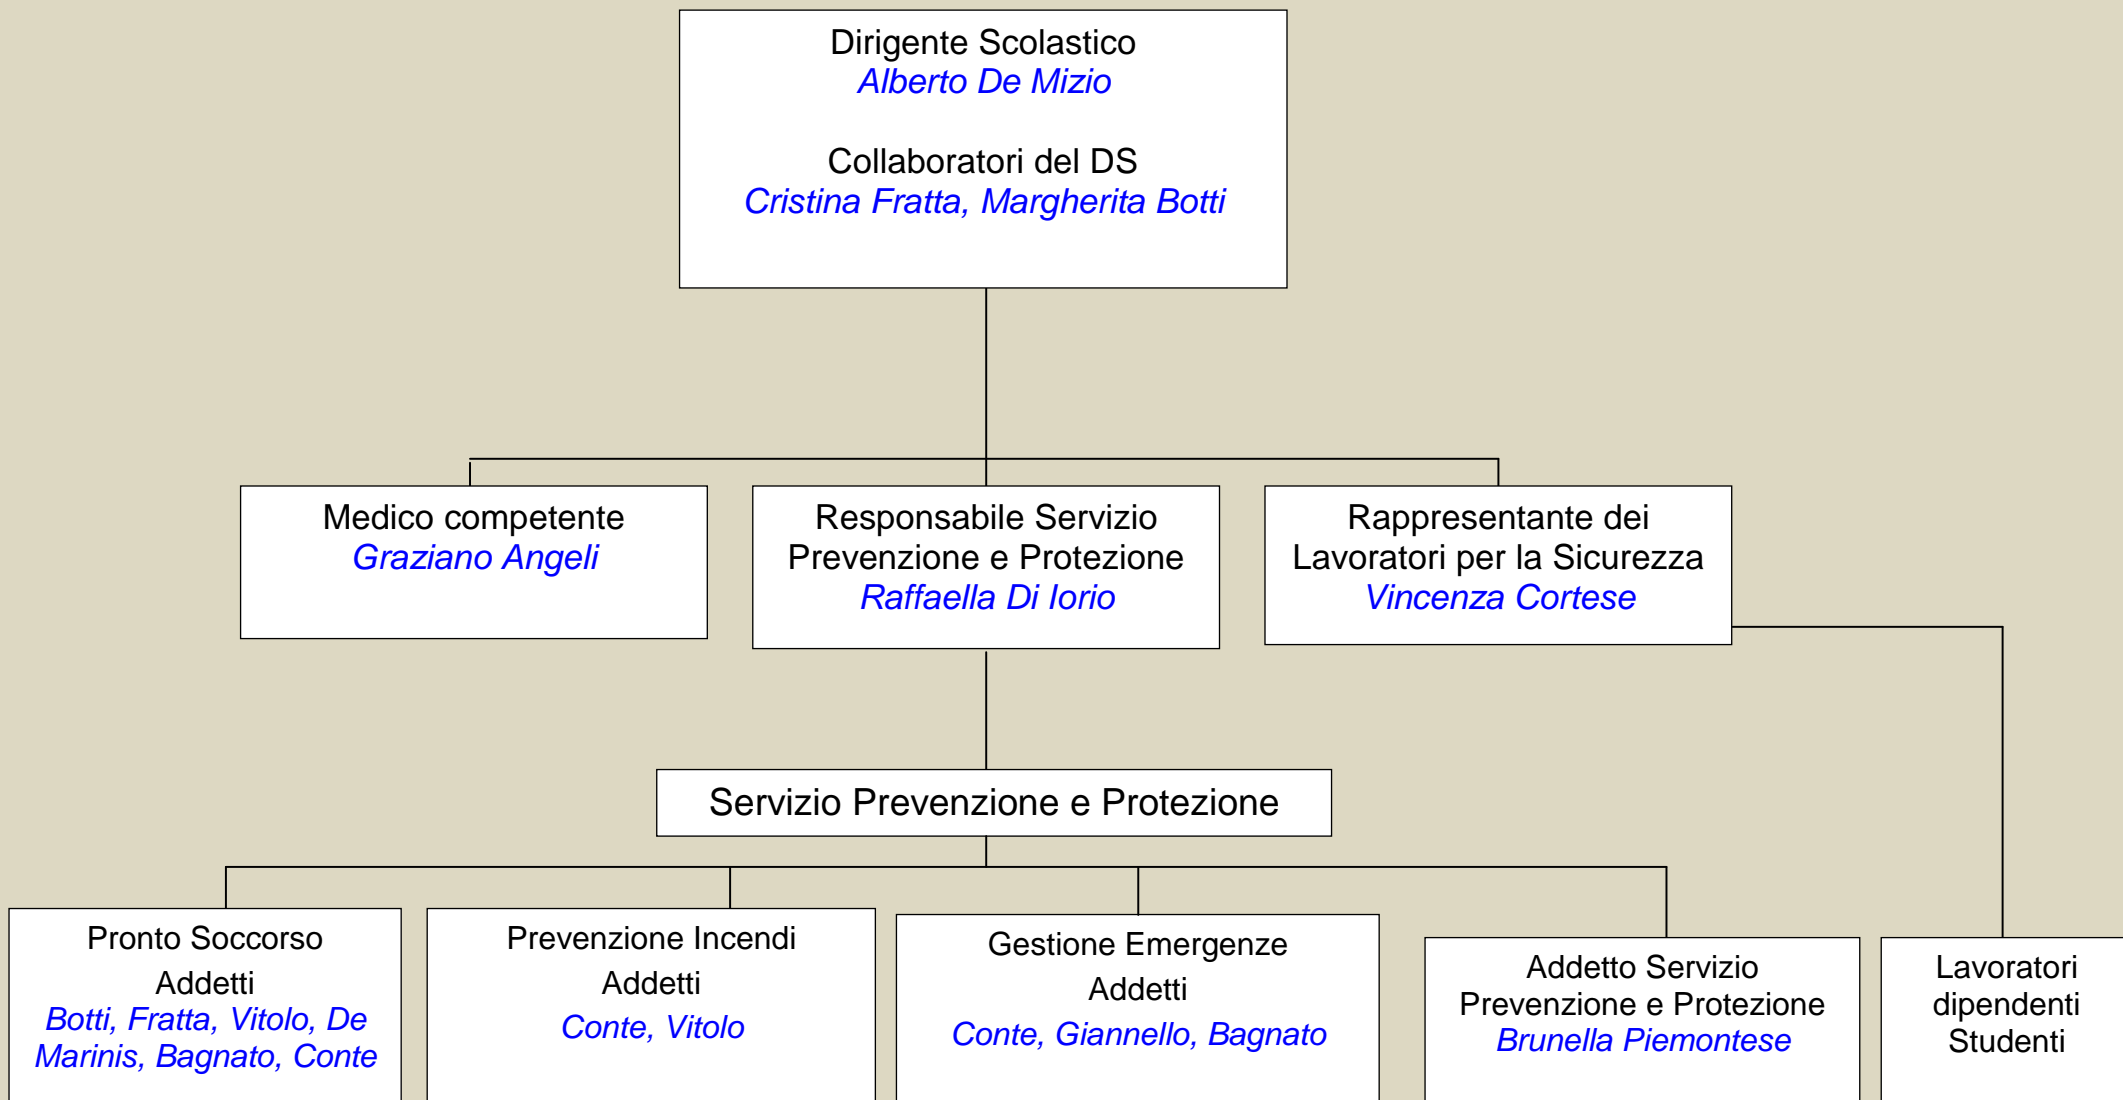 Dirigente Scolastico
Alberto De Mizio
Collaboratori del DS
Cristina Fratta, Margherita Botti
Medico competente
Graziano Angeli
Responsabile Servizio
Prevenzione e Protezione
Raffaella Di Iorio
Rappresentante dei
Lavoratori per la Sicurezza
Vincenza Cortese
Servizio Prevenzione e Protezione
Pronto Soccorso
Addetti
Botti, Fratta, Vitolo, De
Marinis, Bagnato, Conte
Prevenzione Incendi
Addetti
Conte, Vitolo
Gestione Emergenze
Addetti
Conte, Giannello, Bagnato
Addetto Servizio
Prevenzione e Protezione
Brunella Piemontese
Lavoratori
dipendenti
Studenti